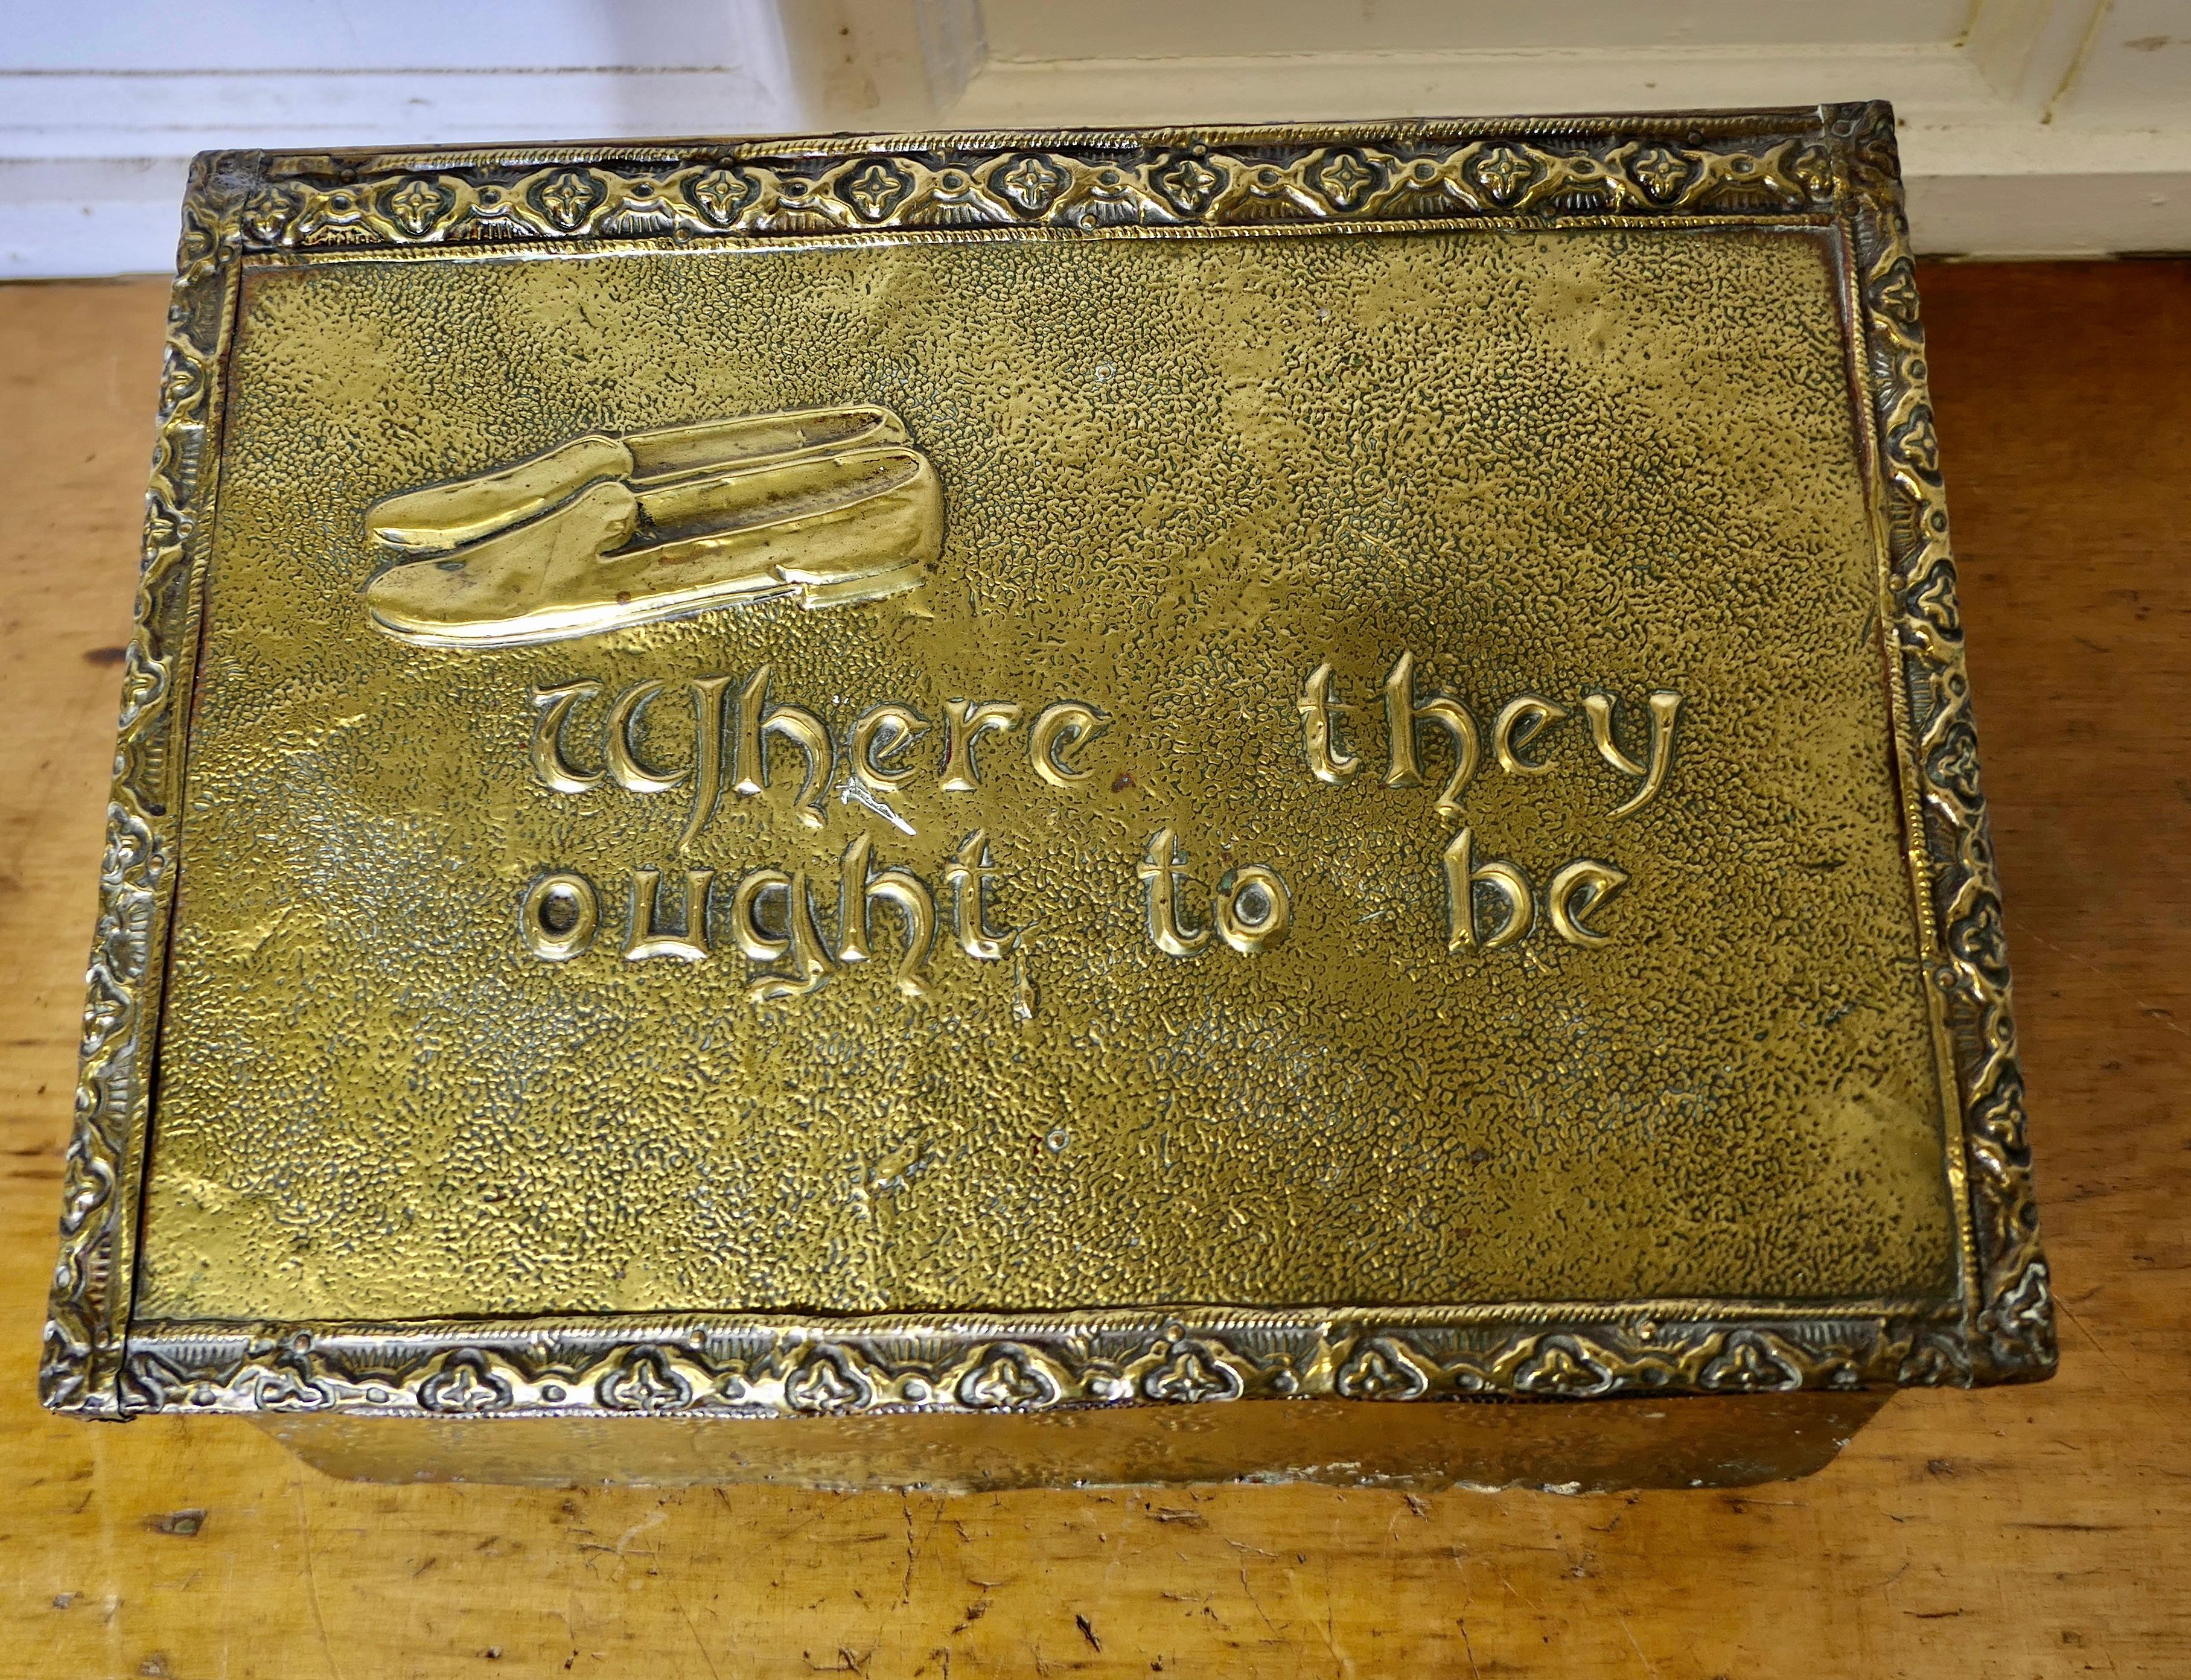 Where they
ought to be